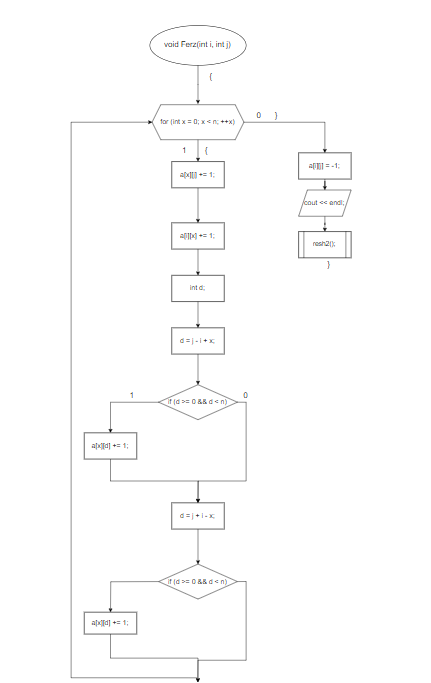 void Ferz(int i, int j)
{
for (int x = 0; x < n; ++x)
0 }
1 {
a[x][j] += 1;
a[i][j] = -1;
a[i][x] += 1;
cout << endl;
int d;
resh2();
}
d = j - i + x;
1
0
if (d >= 0 && d < n)
a[x][d] += 1;
d = j + i - x;
if (d >= 0 && d < n)
a[x][d] += 1;